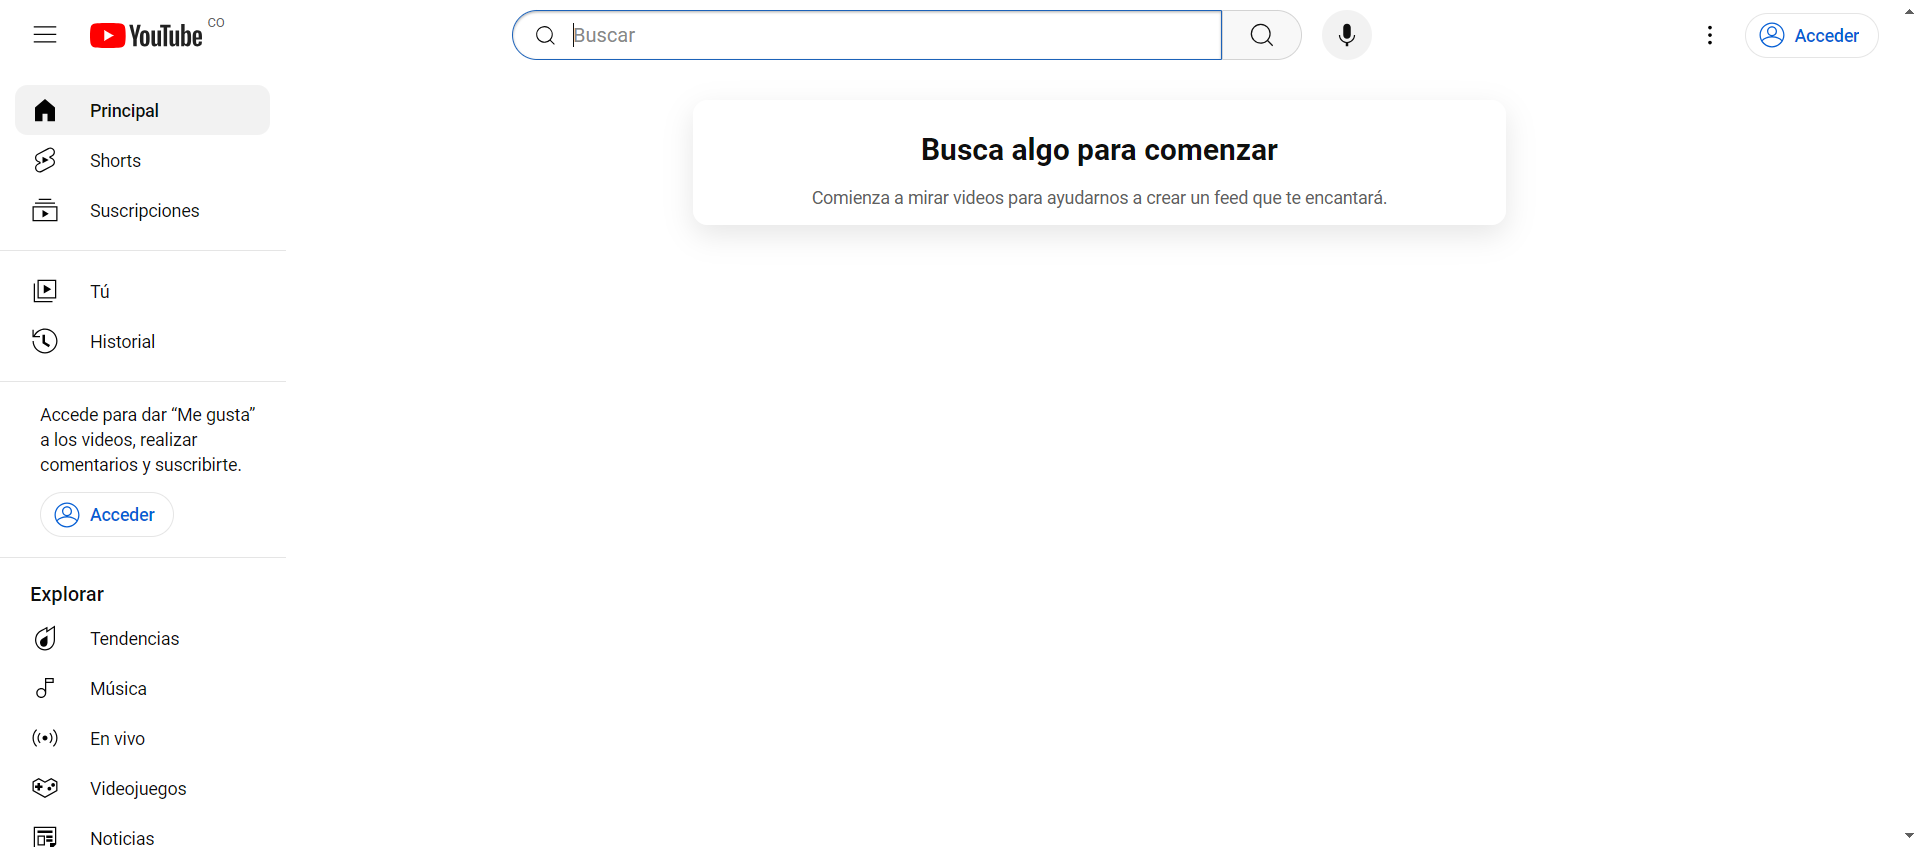 YouTube CO
Buscar
Acceder
Principal
Shorts
Suscripciones
Tú
Historial
Accede para dar “Me gusta”
a los videos, realizar
comentarios y suscribirte.
Acceder
Explorar
Tendencias
Música
En vivo
Videojuegos
Noticias
Busca algo para comenzar
Comienza a mirar videos para ayudarnos a crear un feed que te encantará.